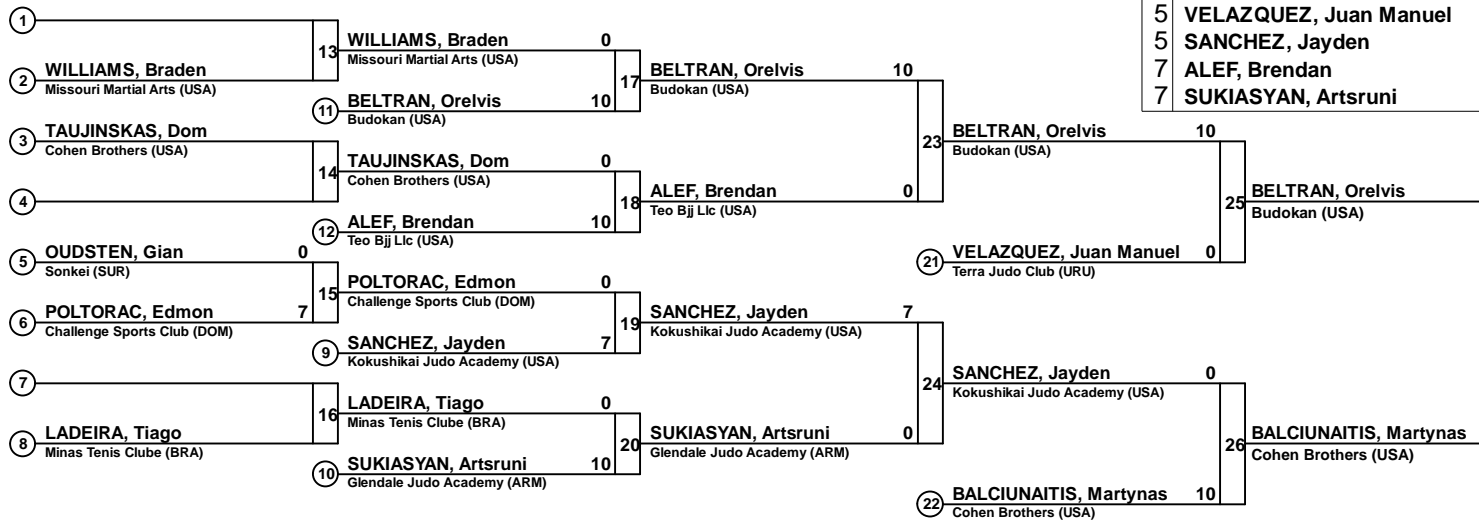 1
2 WILLIAMS, Braden
Missouri Martial Arts (USA)
3 TAUJINSKAS, Dom
Cohen Brothers (USA)
4
5 OUDSTEN, Gian 0
Sonkei (SUR)
6 POLTORAC, Edmon 7
Challenge Sports Club (DOM)
7
8 LADEIRA, Tiago
Minas Tenis Clube (BRA)
13
14
15
16
WILLIAMS, Braden 0
Missouri Martial Arts (USA)
11 BELTRAN, Orelvis 10
Budokan (USA)
TAUJINSKAS, Dom 0
Cohen Brothers (USA)
12 ALEF, Brendan 10
Teo Bjj Llc (USA)
POLTORAC, Edmon 0
Challenge Sports Club (DOM)
9 SANCHEZ, Jayden 7
Kokushikai Judo Academy (USA)
LADEIRA, Tiago 0
Minas Tenis Clube (BRA)
10 SUKIASYAN, Artsruni 10
Glendale Judo Academy (ARM)
17
18
19
20
BELTRAN, Orelvis 10
Budokan (USA)
ALEF, Brendan 0
Teo Bjj Llc (USA)
SANCHEZ, Jayden 7
Kokushikai Judo Academy (USA)
SUKIASYAN, Artsruni 0
Glendale Judo Academy (ARM)
23
24
BELTRAN, Orelvis 10
Budokan (USA)
21 VELAZQUEZ, Juan Manuel 0
Terra Judo Club (URU)
SANCHEZ, Jayden 0
Kokushikai Judo Academy (USA)
22 BALCIUNAITIS, Martynas 10
Cohen Brothers (USA)
25
26
BELTRAN, Orelvis
Budokan (USA)
BALCIUNAITIS, Martynas
Cohen Brothers (USA)
5 VELAZQUEZ, Juan Manuel
5 SANCHEZ, Jayden
7 ALEF, Brendan
7 SUKIASYAN, Artsruni